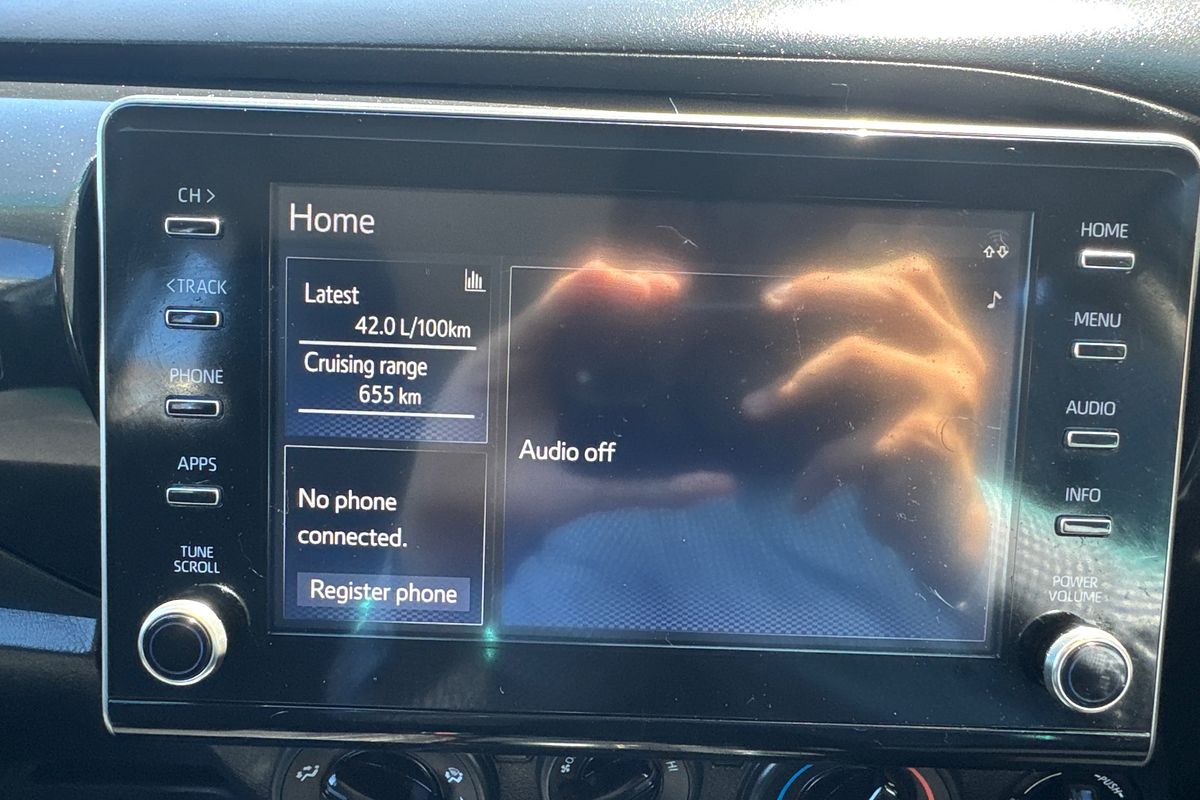 CH >
<TRACK
PHONE
APPS
TUNE
SCROLL
Home
Latest
42.0 L/100km
Cruising range
655 km
No phone
connected.
Register phone
Audio off
HOME
MENU
AUDIO
INFO
POWER
VOLUME
HI
PUSH